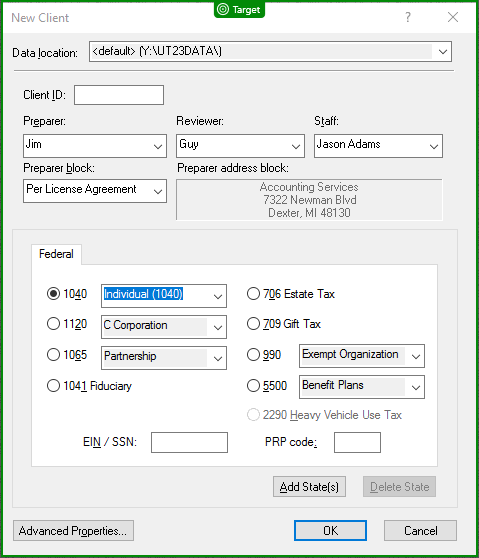 Target
New Client
?
Data location: <default> (Y:\UT23DATA\)
Client ID:
Preparer: Reviewer: Staff:
Jim Guy Jason Adams
Preparer block: Preparer address block:
Per License Agreement
Accounting Services
7322 Newman Blvd
Dexter, MI 48130
Federal
1040 Individual (1040) 706 Estate Tax
1120 C Corporation 709 Gift Tax
1065 Partnership 990 Exempt Organization
1041 Fiduciary 5500 Benefit Plans
2290 Heavy Vehicle Use Tax
EIN / SSN: PRP code:
Add State(s) Delete State
Advanced Properties... OK Cancel